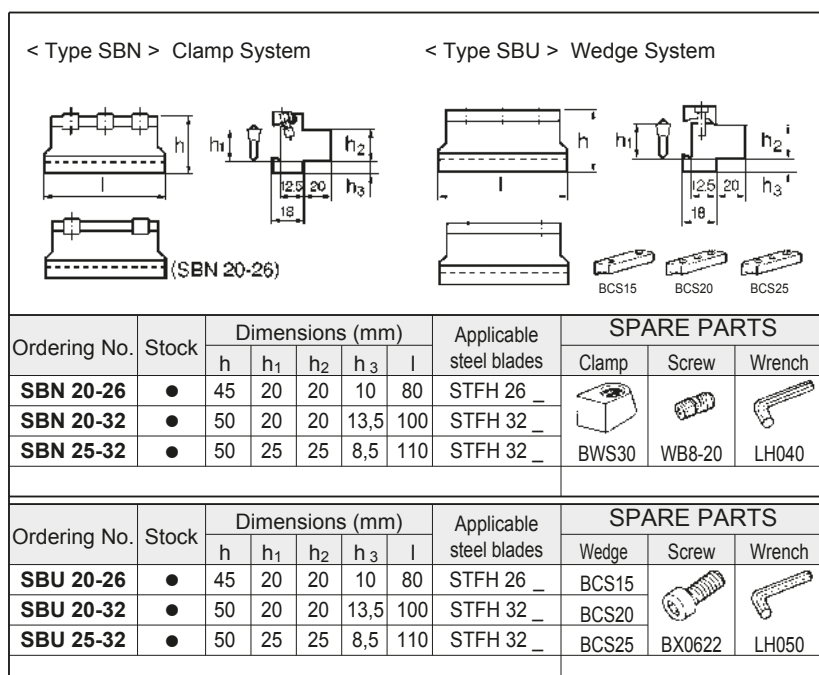 < Type SBN > Clamp System
< Type SBU > Wedge System
h h₁ h₂ h₃ l 12.5 20 18
(SBN 20-26)
h h₁ h₂ h₃ l 12.5 20 18
BCS15 BCS20 BCS25
Ordering No. Stock Dimensions (mm) Applicable steel blades SPARE PARTS
h h₁ h₂ h ₃ l Clamp Screw Wrench
SBN 20-26 ● 45 20 20 10 80 STFH 26 _
SBN 20-32 ● 50 20 20 13,5 100 STFH 32 _
SBN 25-32 ● 50 25 25 8,5 110 STFH 32 _ BWS30 WB8-20 LH040
Ordering No. Stock Dimensions (mm) Applicable steel blades SPARE PARTS
h h₁ h₂ h ₃ l Wedge Screw Wrench
SBU 20-26 ● 45 20 20 10 80 STFH 26 _ BCS15
SBU 20-32 ● 50 20 20 13,5 100 STFH 32 _ BCS20
SBU 25-32 ● 50 25 25 8,5 110 STFH 32 _ BCS25 BX0622 LH050